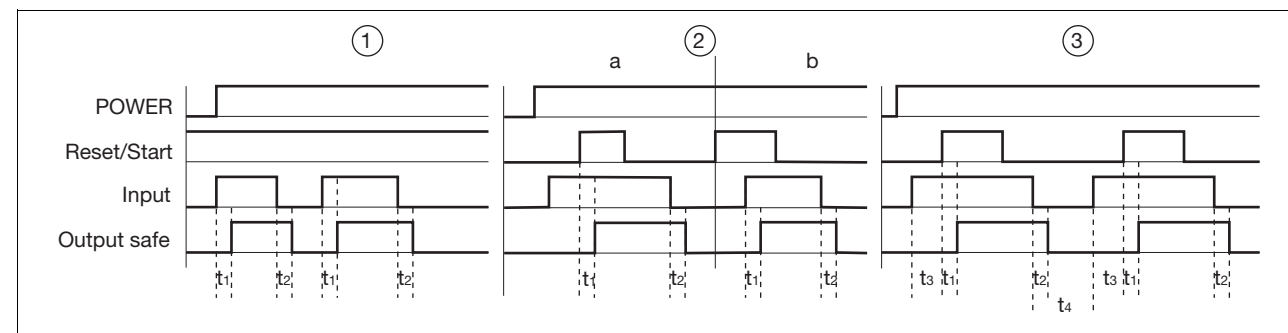 ① ② ③
a b
POWER
Reset/Start
Input
Output safe
t1 t2 t1 t2 t1 t2 t1 t2 t3 t1 t2 t3 t1 t2
t4